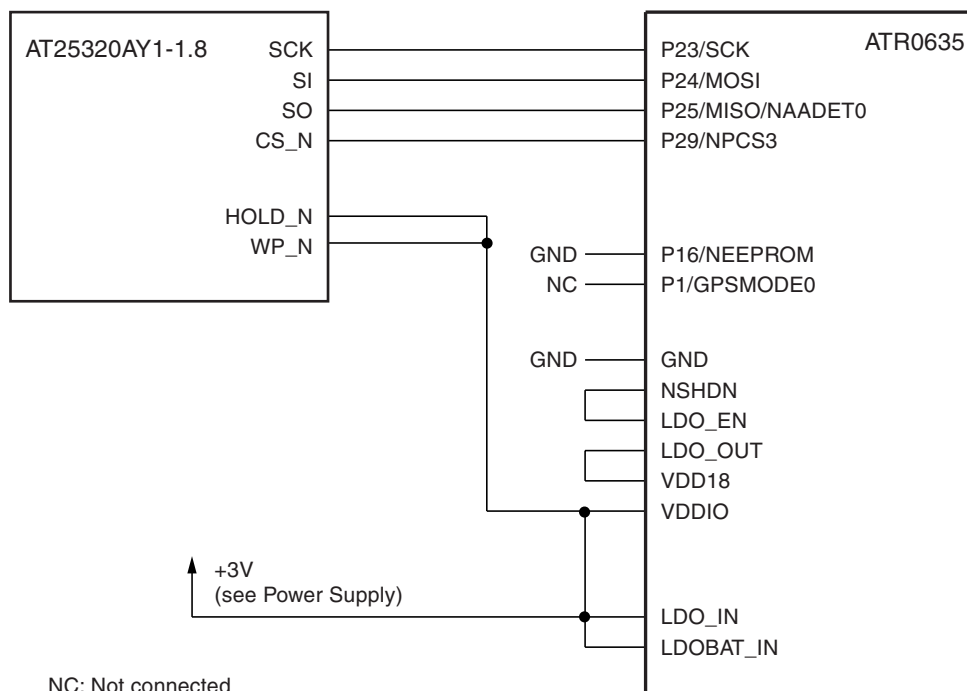 AT25320AY1-1.8
SCK
SI
SO
CS_N
HOLD_N
WP_N
ATR0635
P23/SCK
P24/MOSI
P25/MISO/NAADET0
P29/NPCS3
GND
P16/NEEPROM
NC
P1/GPSMODE0
GND
GND
NSHDN
LDO_EN
LDO_OUT
VDD18
VDDIO
+3V
(see Power Supply)
LDO_IN
LDOBAT_IN
NC: Not connected